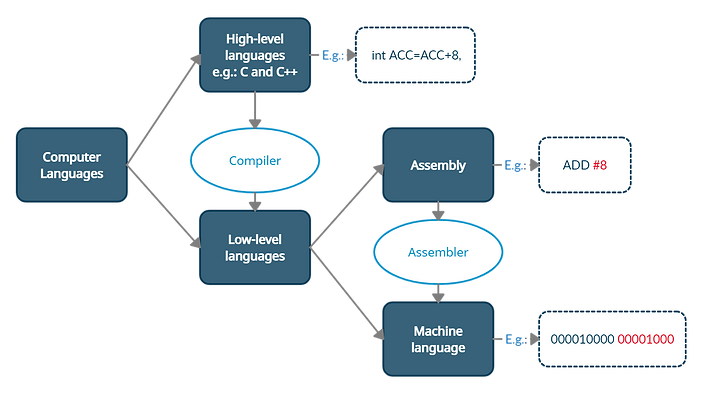 High-level
languages
e.g.: C and C++
E.g.:
int ACC=ACC+8,
Computer
Languages
Compiler
Assembly
E.g.:
ADD #8
Low-level
languages
Assembler
Machine
language
E.g.:
000010000 00001000